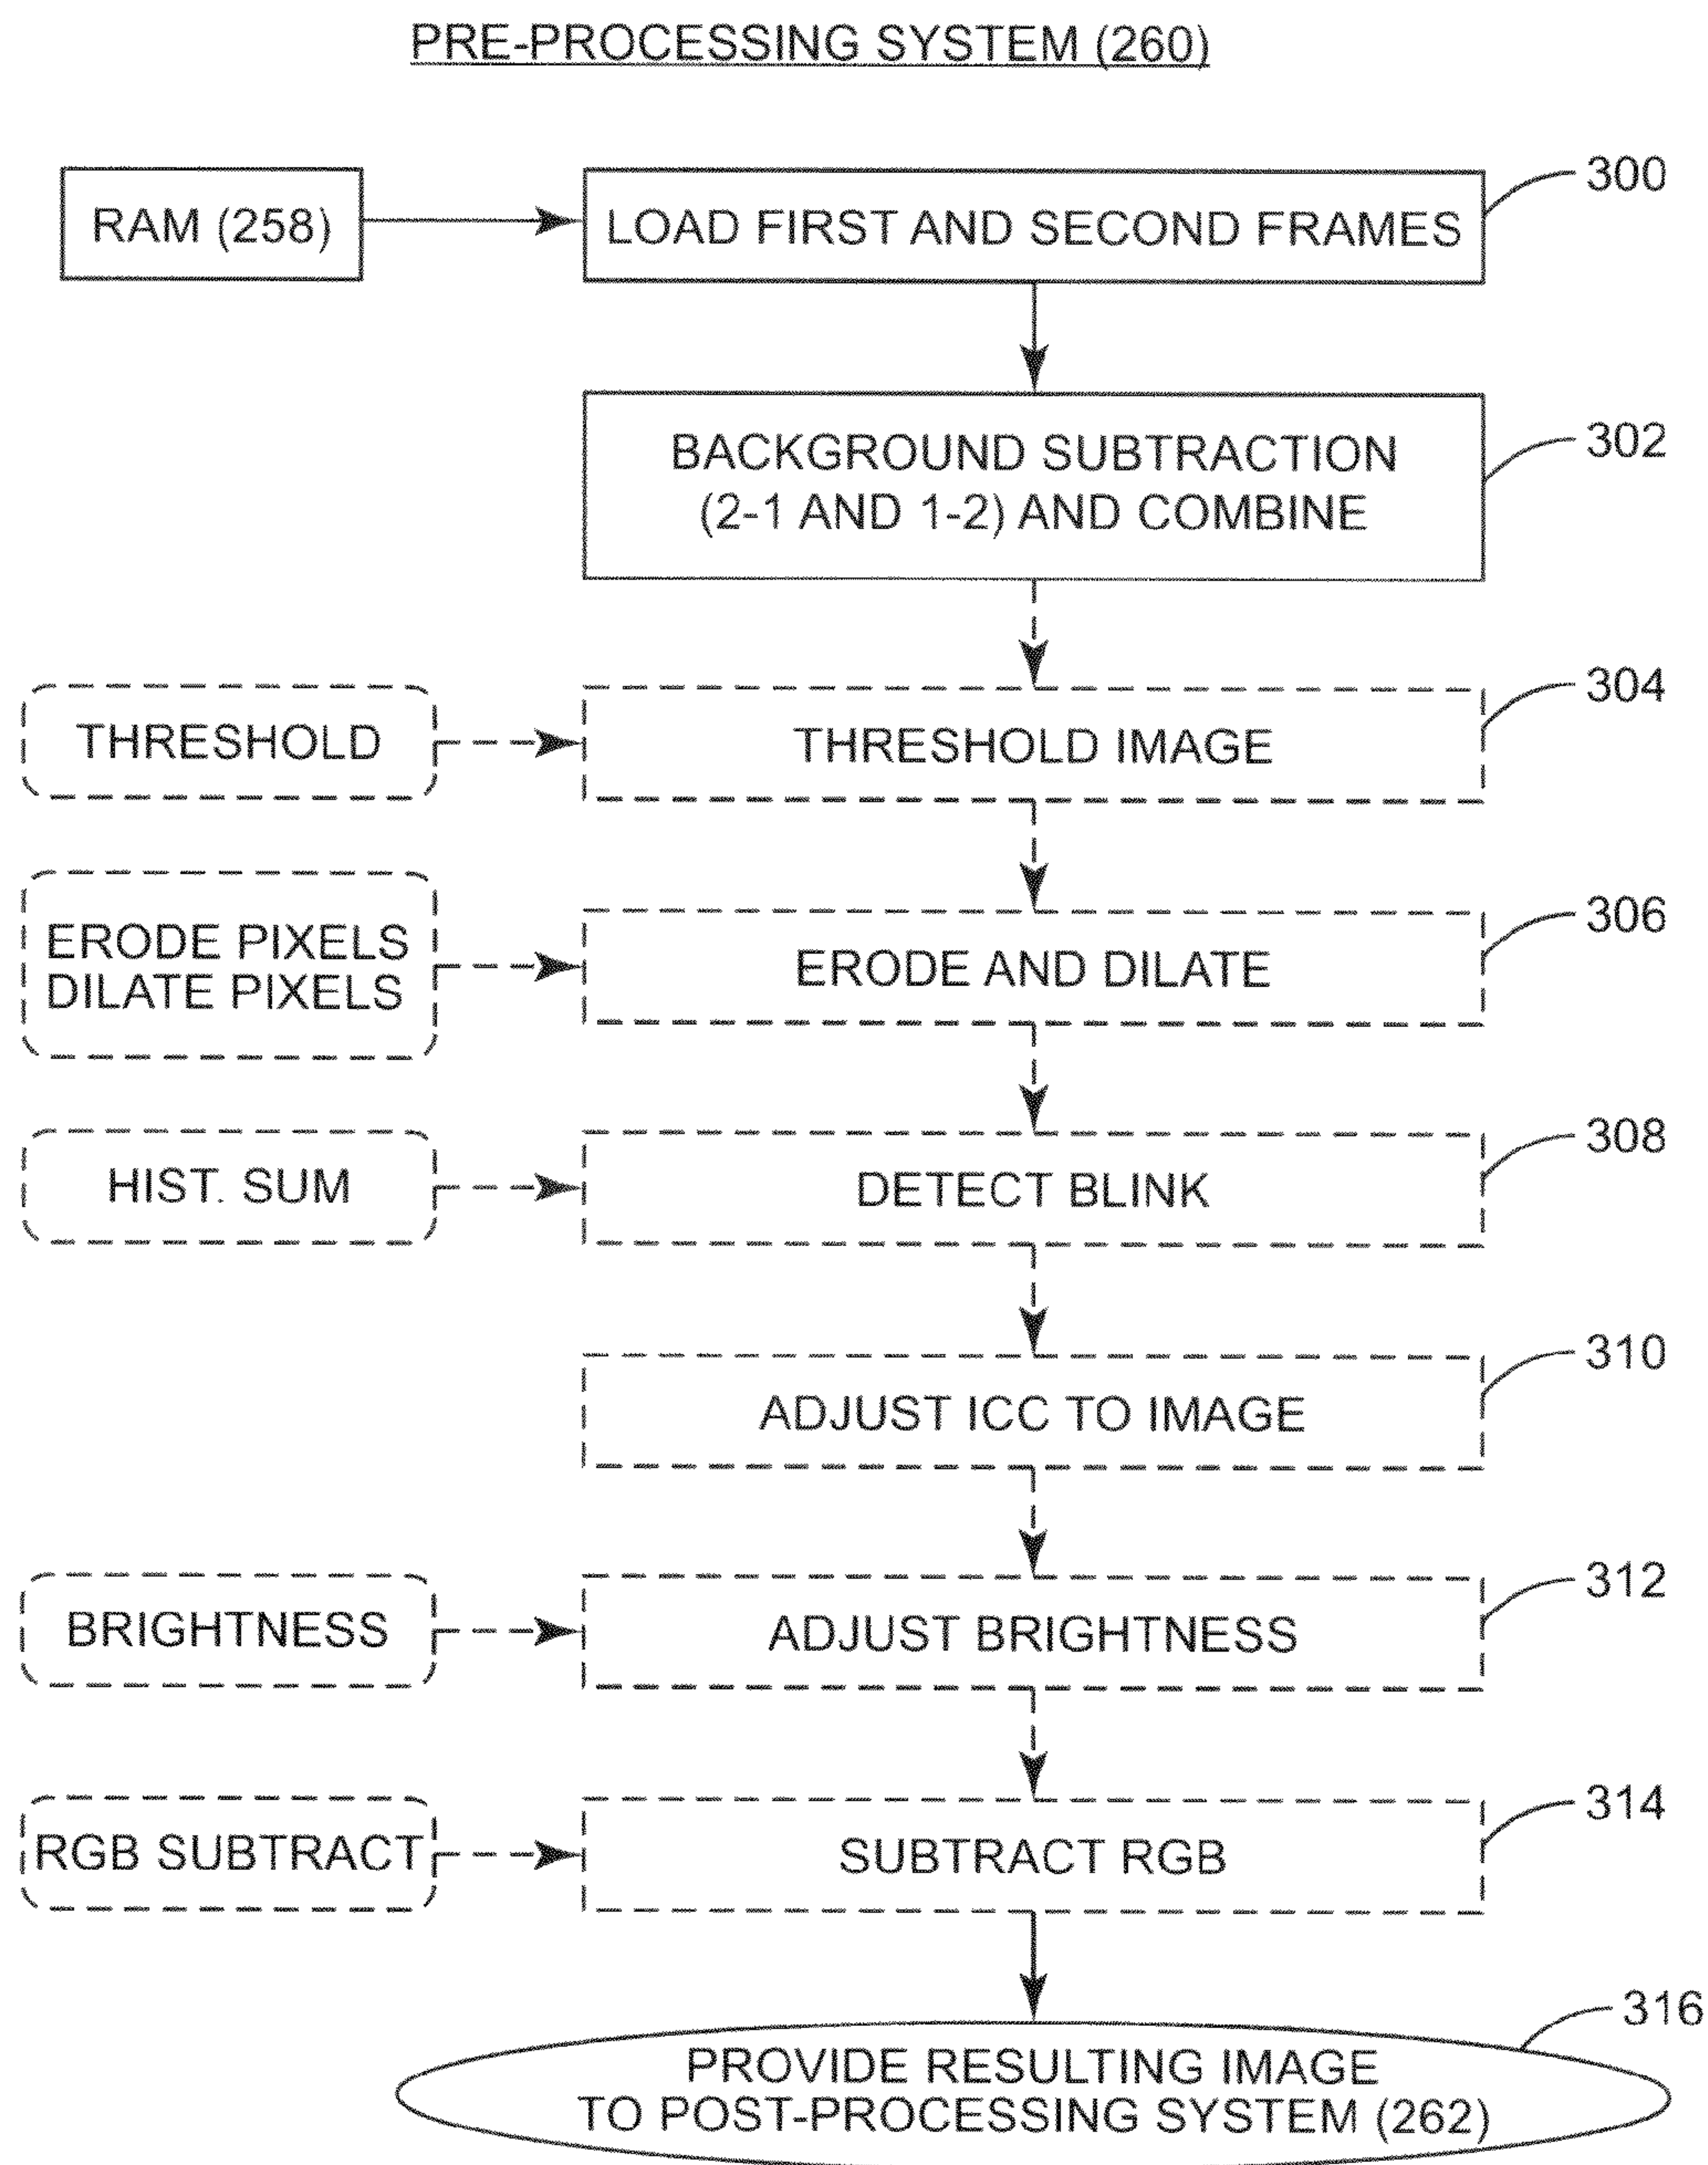 PRE-PROCESSING SYSTEM (260)
RAM (258)
LOAD FIRST AND SECOND FRAMES
300
BACKGROUND SUBTRACTION
(2-1 AND 1-2) AND COMBINE
302
THRESHOLD
THRESHOLD IMAGE
304
ERODE PIXELS
DILATE PIXELS
ERODE AND DILATE
306
HIST. SUM
DETECT BLINK
308
ADJUST ICC TO IMAGE
310
BRIGHTNESS
ADJUST BRIGHTNESS
312
RGB SUBTRACT
SUBTRACT RGB
314
PROVIDE RESULTING IMAGE
TO POST-PROCESSING SYSTEM (262)
316